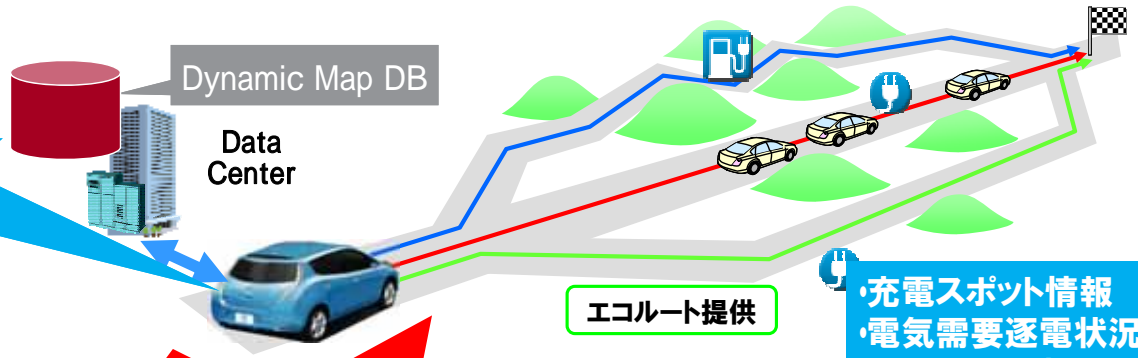 Dynamic Map DB
Data
Center
エコルート提供
・充電スポット情報
・電気需要逐電状況